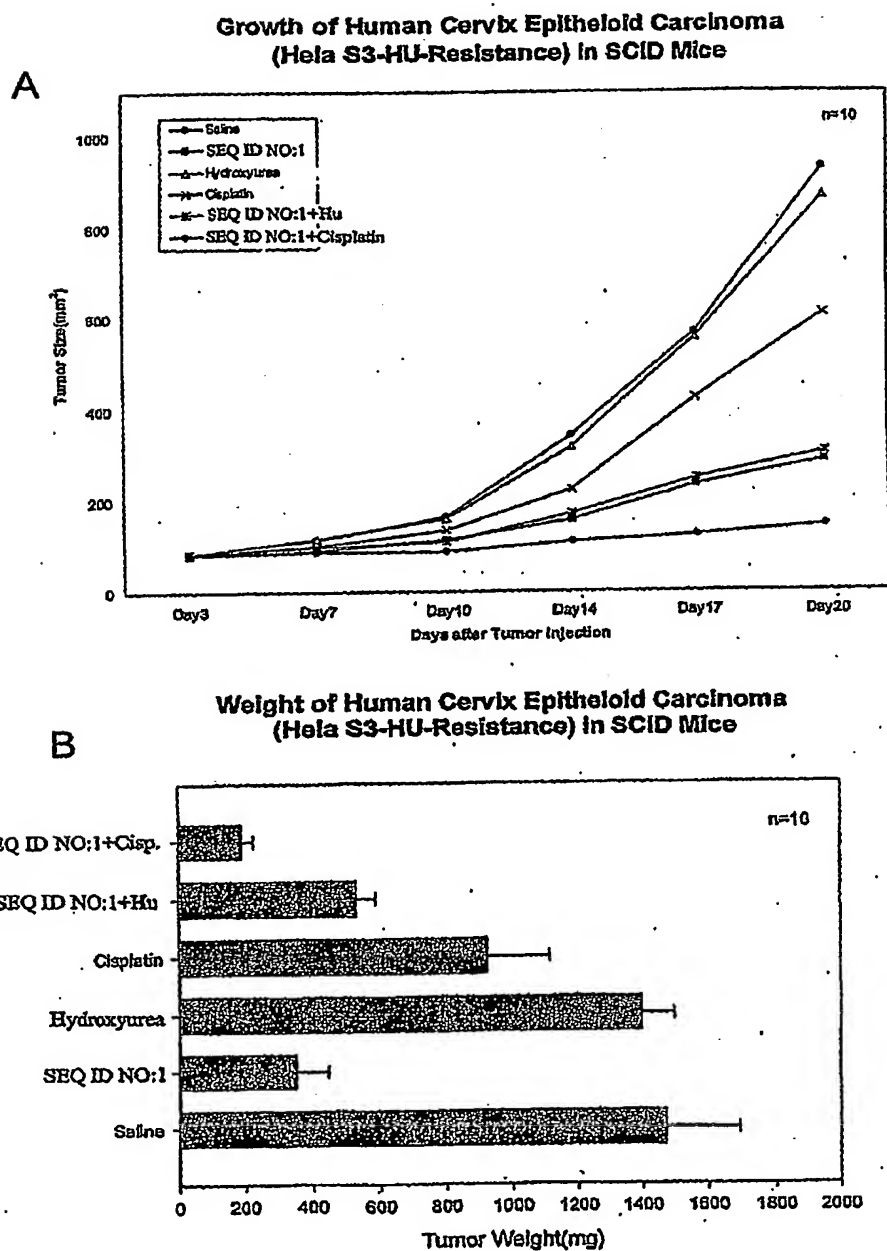 Growth of Human Cervix Epitheloid Carcinoma
(Hela S3-HU-Resistance) in SCID Mice
A
n=10
Saline
SEQ ID NO:1
Hydroxyurea
Cisplatin
SEQ ID NO:1+Hu
SEQ ID NO:1+Cisplatin
Tumor Size(mm²)
1000
800
600
400
200
0
Day3 Day7 Day10 Day14 Day17 Day20
Days after Tumor Injection
Weight of Human Cervix Epitheloid Carcinoma
(Hela S3-HU-Resistance) in SCID Mice
B
n=10
EQ ID NO:1+Cisp.
SEQ ID NO:1+Hu
Cisplatin
Hydroxyurea
SEQ ID NO:1
Saline
0 200 400 600 800 1000 1200 1400 1600 1800 2000
Tumor Weight(mg)